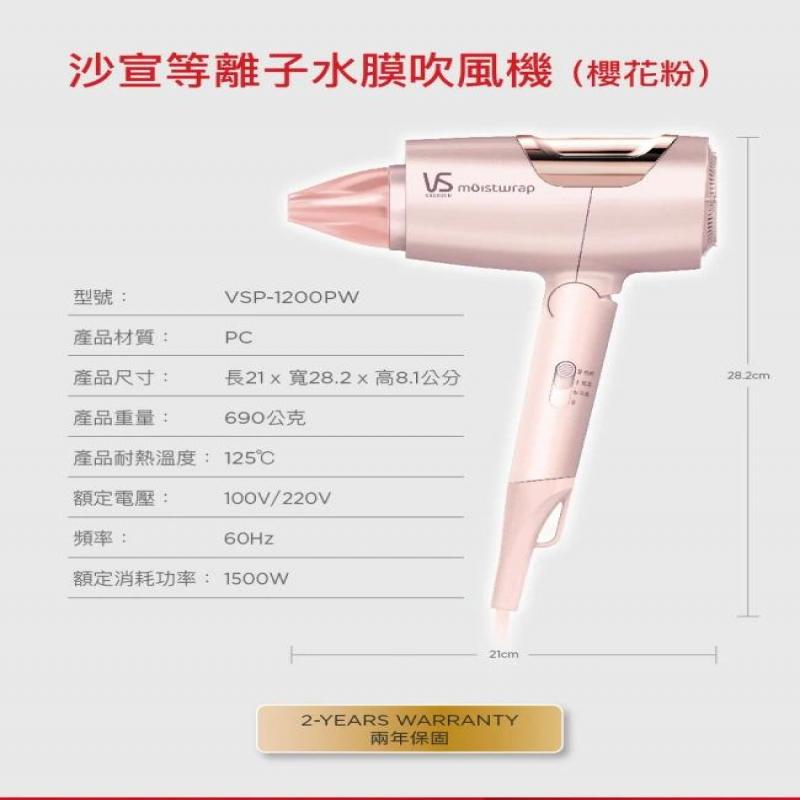 沙宣等離子水膜吹風機（櫻花粉）
VS moistwrap
型號： VSP-1200PW
產品材質： PC
產品尺寸： 長21 x 寬28.2 x 高8.1公分
產品重量： 690公克
產品耐熱溫度： 125℃
額定電壓： 100V/220V
頻率： 60Hz
額定消耗功率： 1500W
28.2cm
21cm
2-YEARS WARRANTY
兩年保固